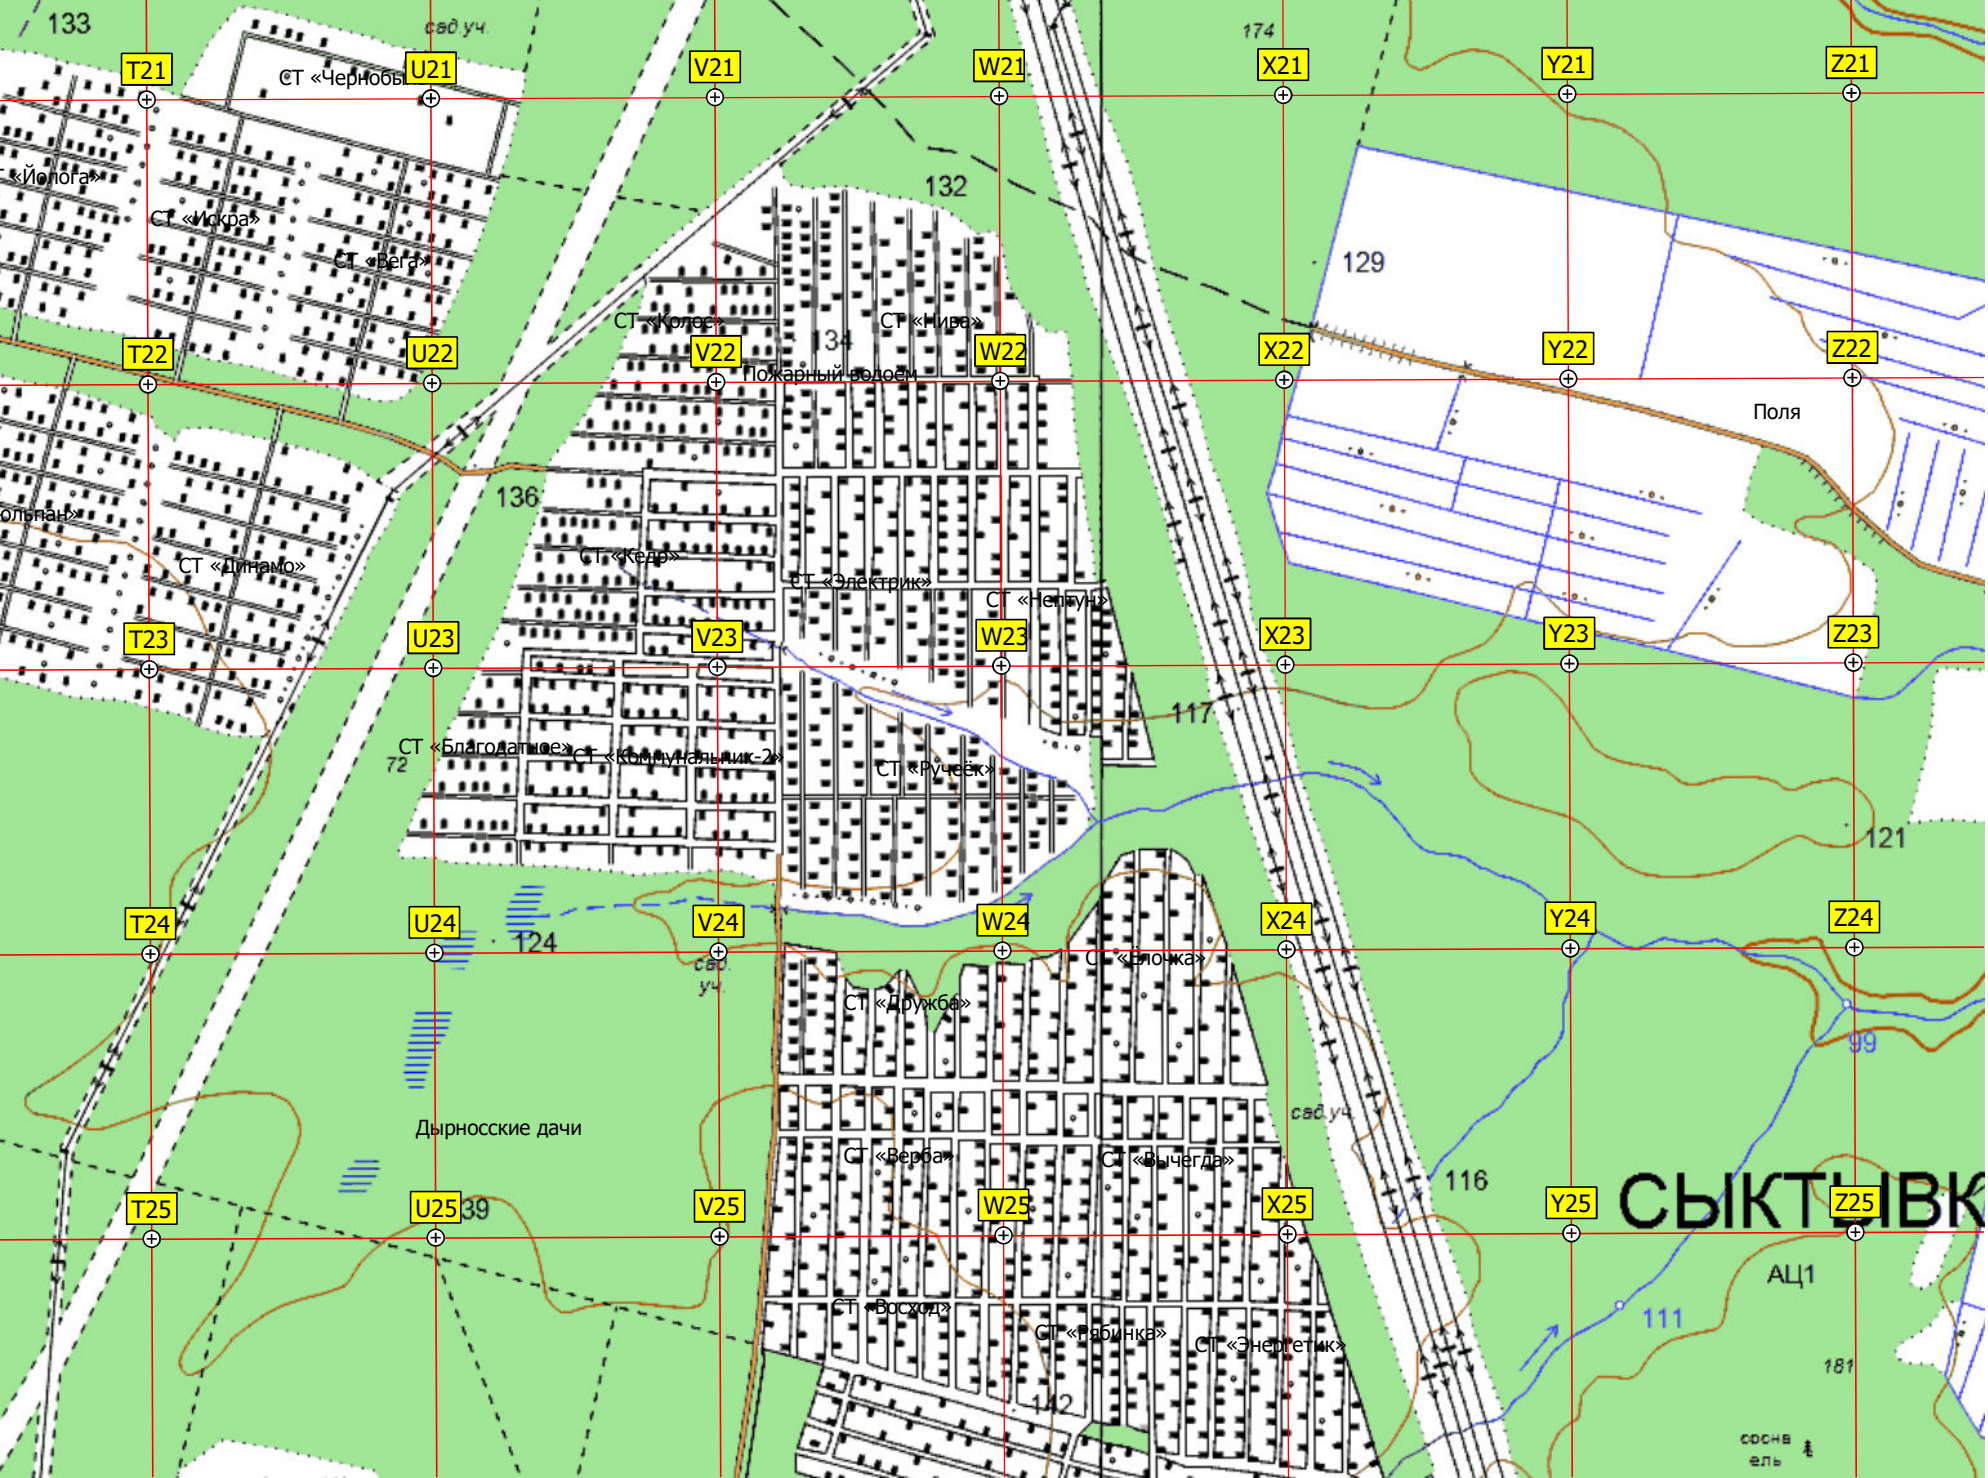 133
сад.уч.
174
T21
СТ «Чернобы
U21
V21
W21
X21
Y21
Z21
«Йолога»
132
СТ «Искра»
СТ «Вега»
129
СТ «Колос»
134
СТ «Нива»
T22
U22
V22
W22
X22
Y22
Z22
Пожарный водоём
Поля
136
ольпан»
СТ «Динамо»
СТ «Кедр»
СТ «Электрик»
СТ «Нептун»
T23
U23
V23
W23
X23
Y23
Z23
117
СТ «Благодатное»
СТ «Коммунальник-2»
72
СТ «Ручеёк»
121
T24
U24
V24
W24
X24
Y24
Z24
124
сад.
уч.
СТ «Ёлочка»
СТ «Дружба»
99
сад.уч.
Дырносские дачи
СТ «Верба»
СТ «Вычегда»
116
СЫКТЫВК
T25
U25
39
V25
W25
X25
Y25
Z25
АЦ1
СТ «Восход»
111
СТ «Рябинка»
СТ «Энергетик»
181
142
сосна
ель